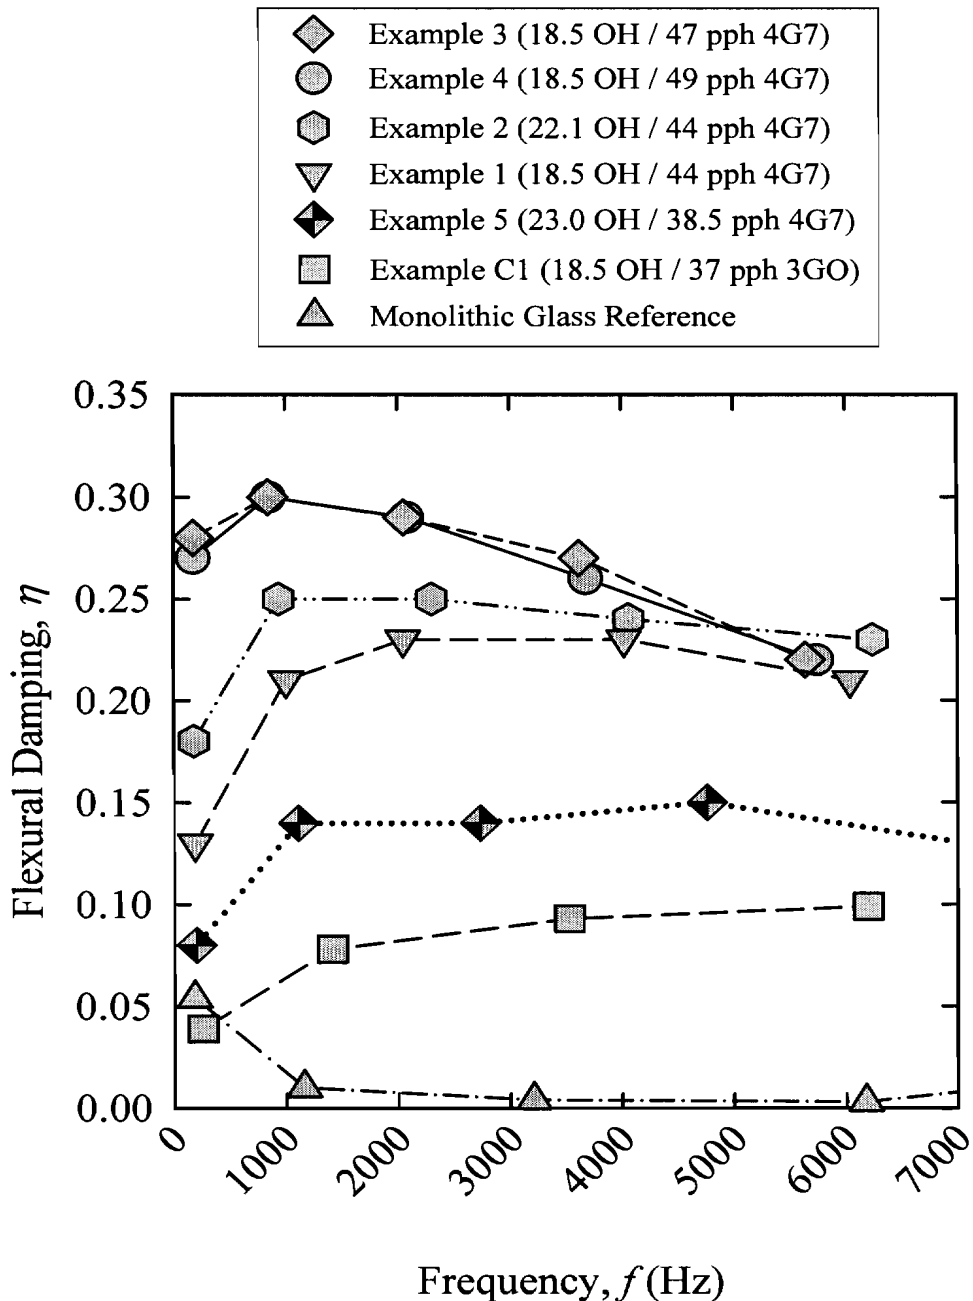 Example 3 (18.5 OH / 47 pph 4G7)
Example 4 (18.5 OH / 49 pph 4G7)
Example 2 (22.1 OH / 44 pph 4G7)
Example 1 (18.5 OH / 44 pph 4G7)
Example 5 (23.0 OH / 38.5 pph 4G7)
Example C1 (18.5 OH / 37 pph 3GO)
Monolithic Glass Reference
0.35
0.30
0.25
0.20
0.15
0.10
0.05
0.00
Flexural Damping, η
0
1000
2000
3000
4000
5000
6000
7000
Frequency, f (Hz)